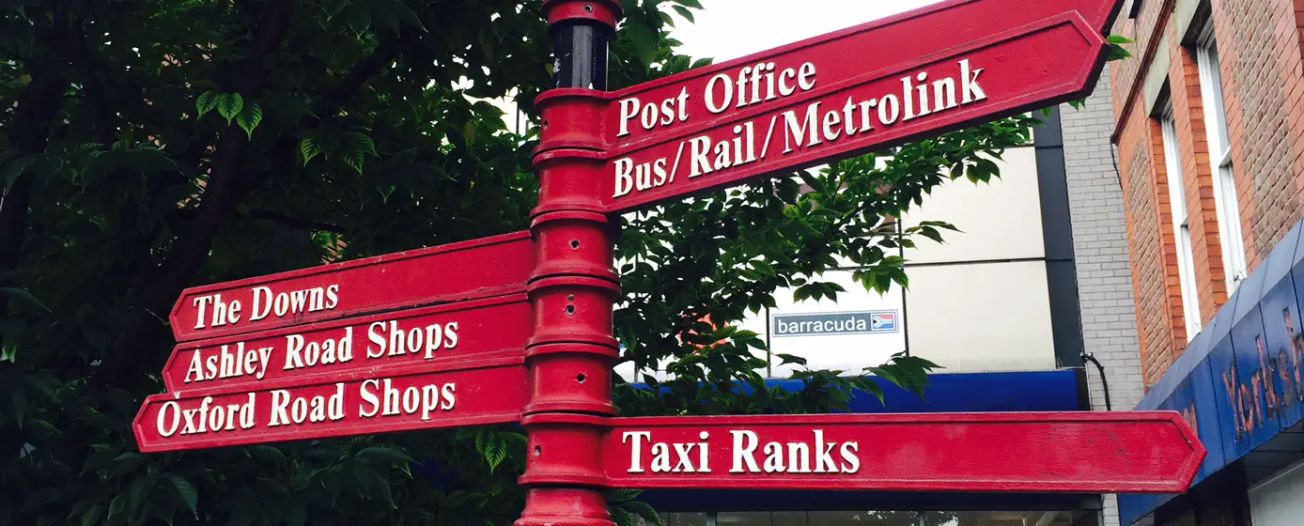 Post Office
Bus/Rail/Metrolink
The Downs
Ashley Road Shops
Oxford Road Shops
barracuda
Taxi Ranks